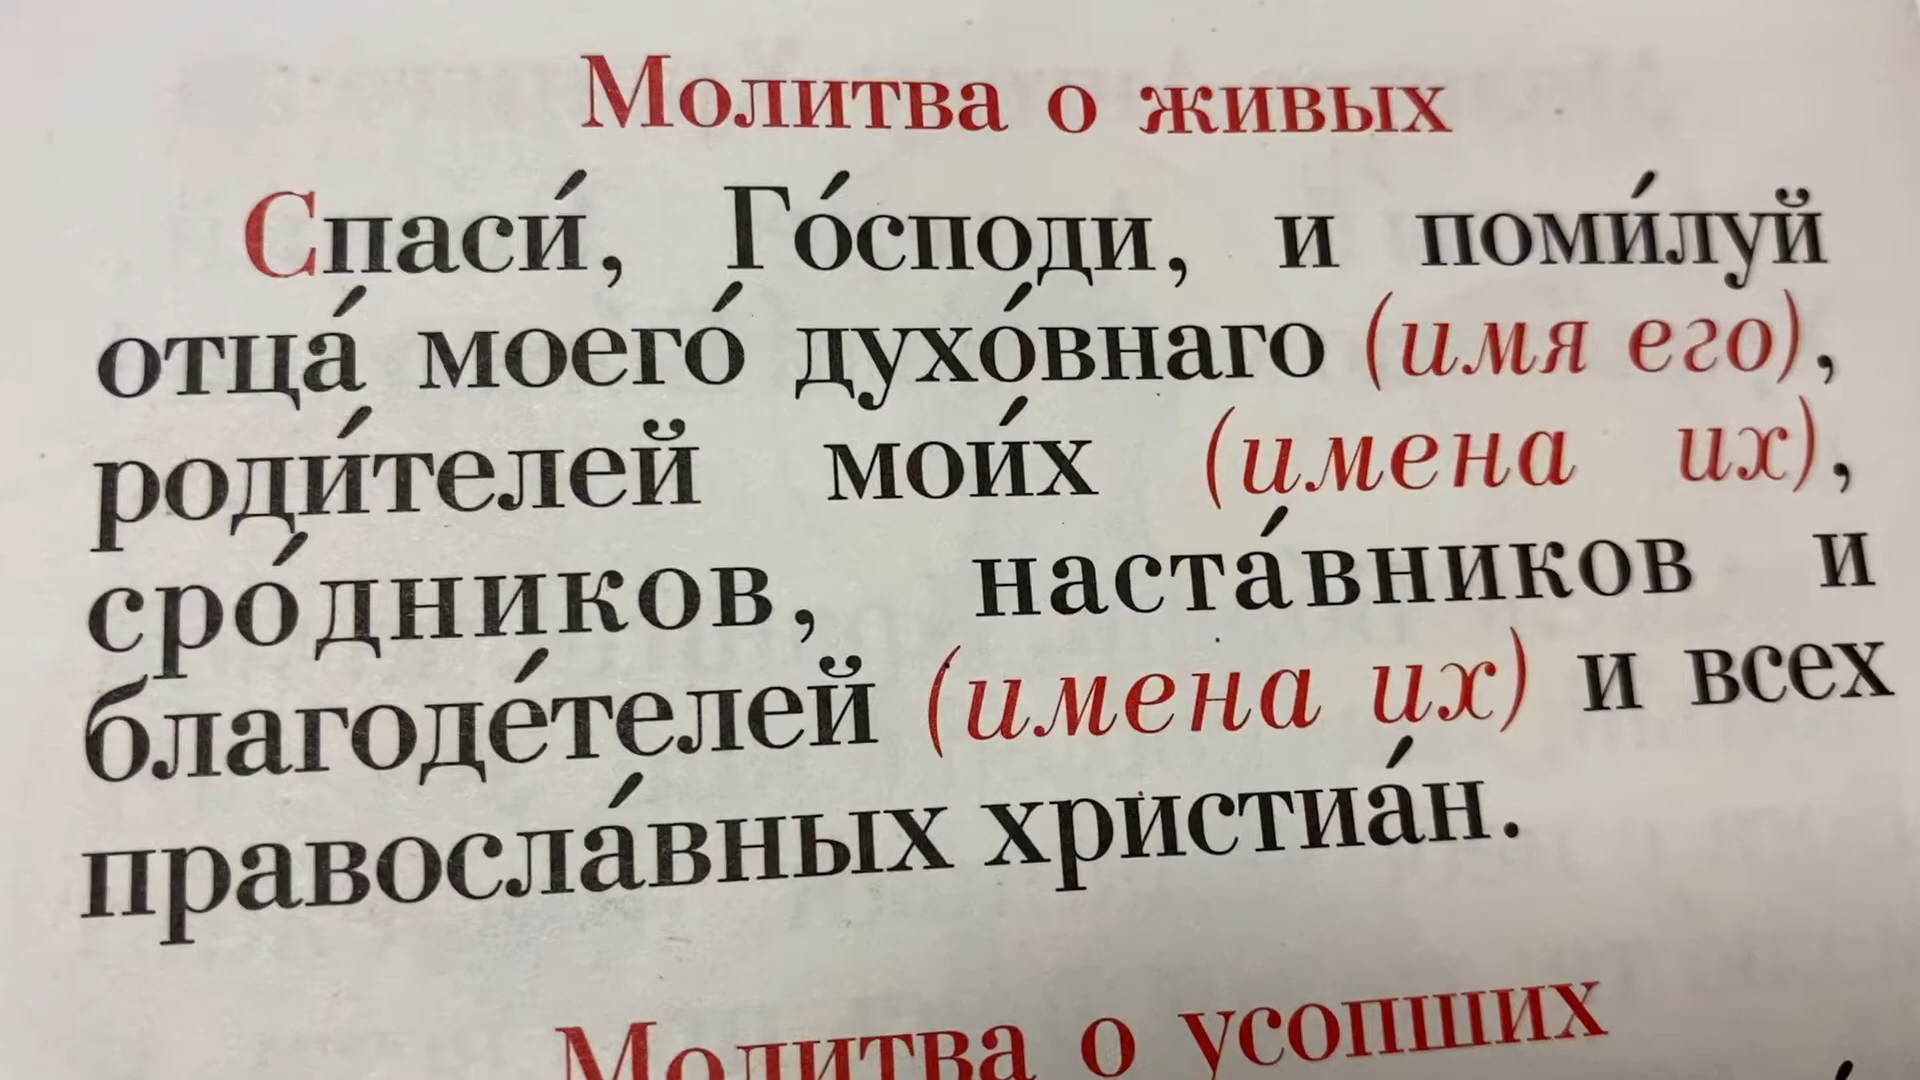 Молитва о живых
Спаси́, Го́споди, и поми́луй
отца́ моего́ духо́внаго (имя его),
роди́телей мои́х (имена их),
сро́дников, наста́вников и
благоде́телей (имена их) и всех
правосла́вных христиа́н.
Молитва о усопших